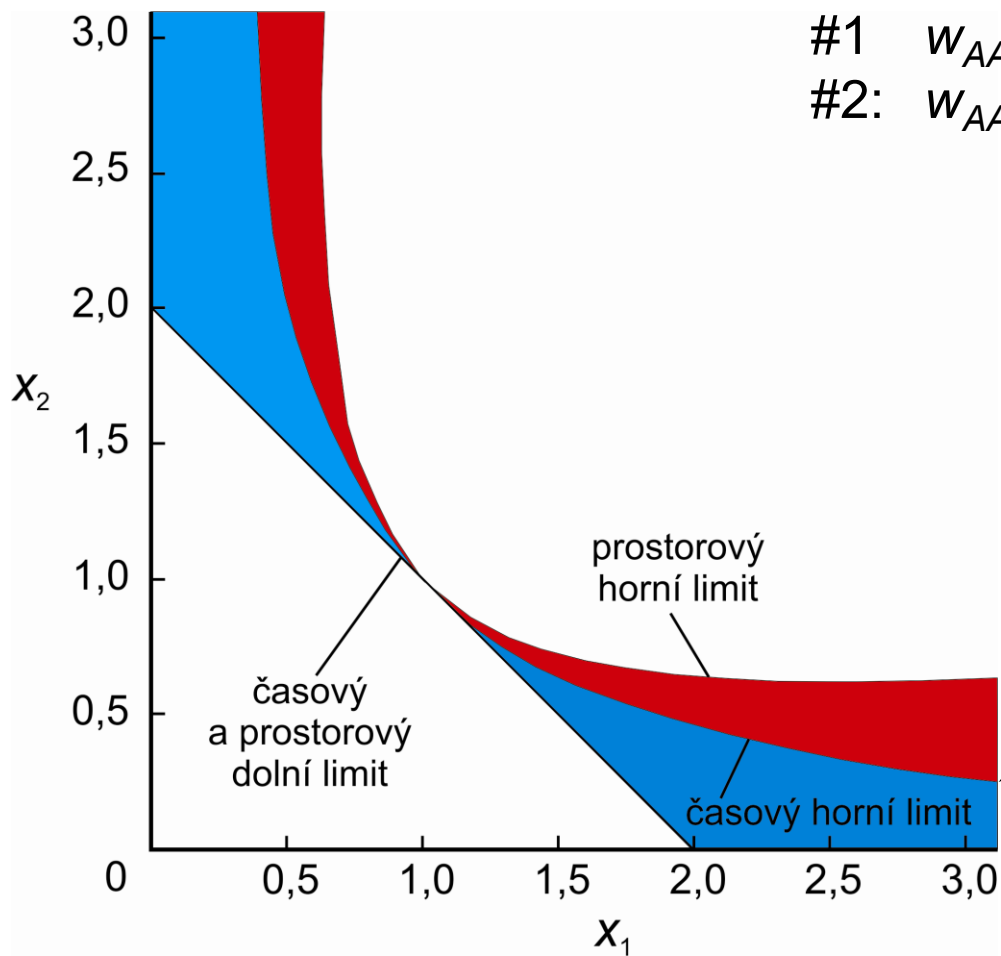 #1 wAA
#2: wAA
3,0
2,5
2,0
x2
1,5
1,0
0,5
0
prostorový
horní limit
časový
a prostorový
dolní limit
časový horní limit
0,5
1,0
1,5
2,0
2,5
3,0
x1